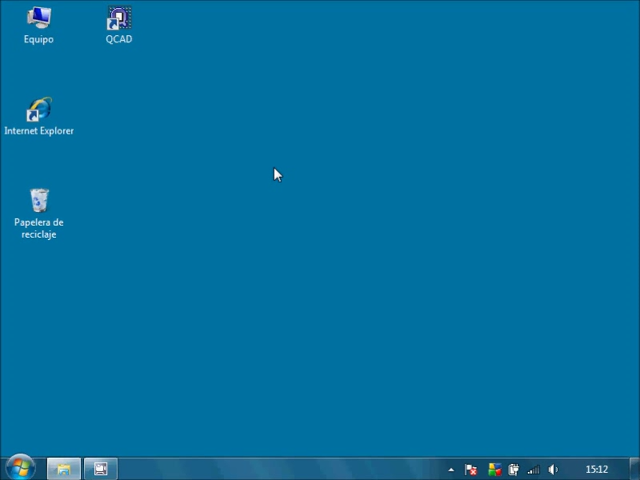 Equipo
QCAD
Internet Explorer
Papelera de
reciclaje
15:12